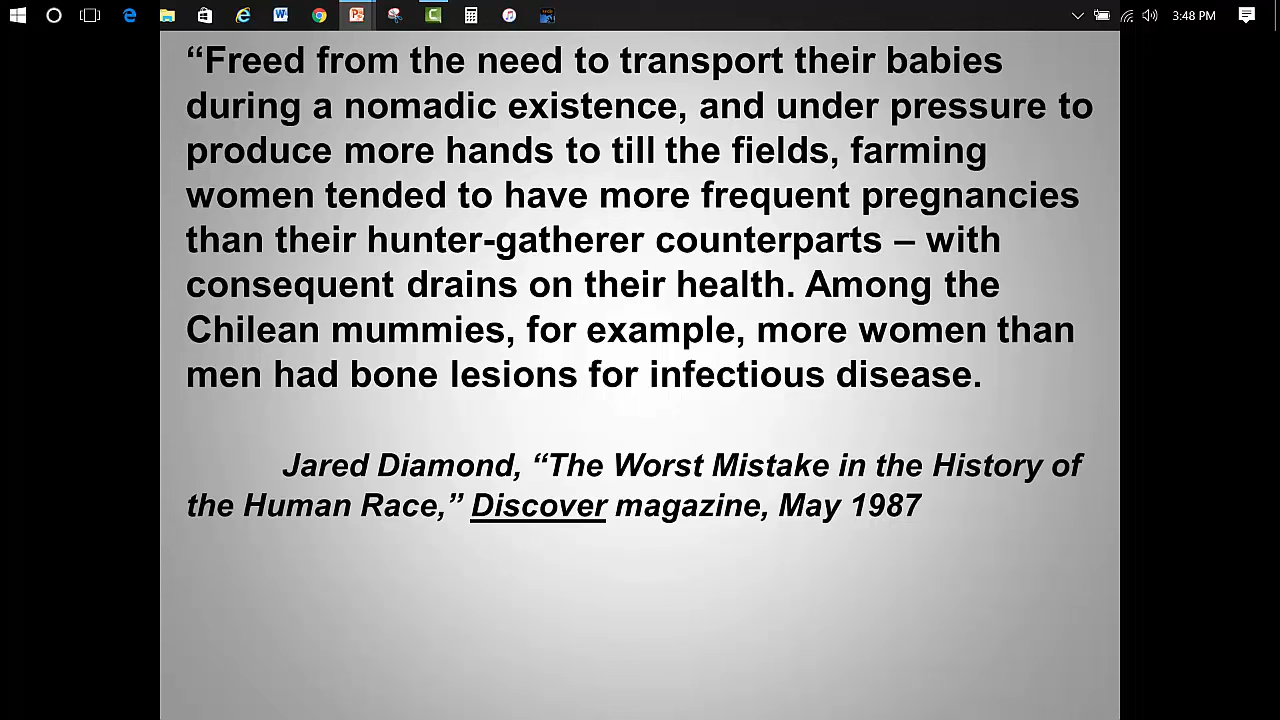 3:48 PM
“Freed from the need to transport their babies
during a nomadic existence, and under pressure to
produce more hands to till the fields, farming
women tended to have more frequent pregnancies
than their hunter-gatherer counterparts – with
consequent drains on their health. Among the
Chilean mummies, for example, more women than
men had bone lesions for infectious disease.
Jared Diamond, “The Worst Mistake in the History of
the Human Race,” Discover magazine, May 1987